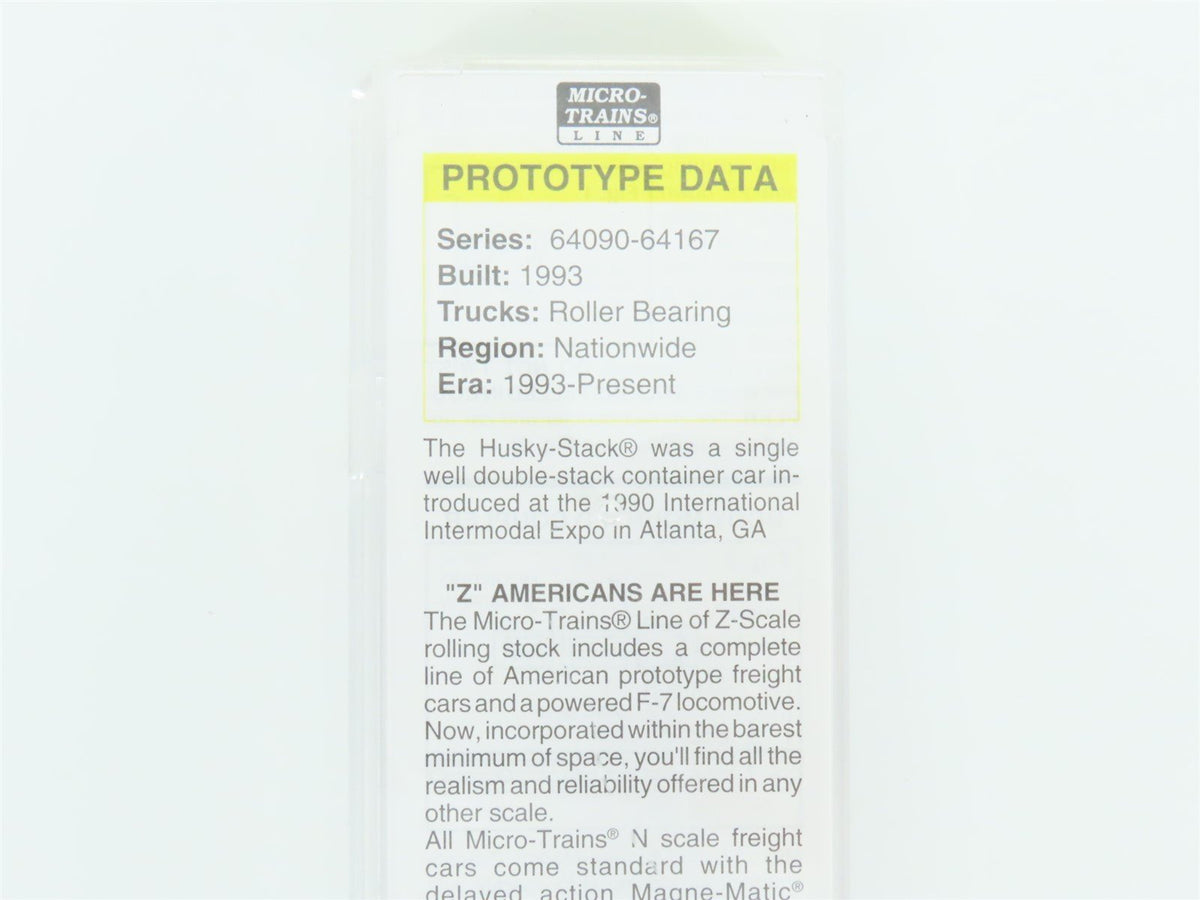 MICRO-
TRAINS®
LINE
PROTOTYPE DATA
Series: 64090-64167
Built: 1993
Trucks: Roller Bearing
Region: Nationwide
Era: 1993-Present
The Husky-Stack® was a single
well double-stack container car in-
troduced at the 1990 International
Intermodal Expo in Atlanta, GA
"Z" AMERICANS ARE HERE
The Micro-Trains® Line of Z-Scale
rolling stock includes a complete
line of American prototype freight
cars and a powered F-7 locomotive.
Now, incorporated within the barest
minimum of space, you'll find all the
realism and reliability offered in any
other scale.
All Micro-Trains® N scale freight
cars come standard with the
delayed action Magne-Matic®